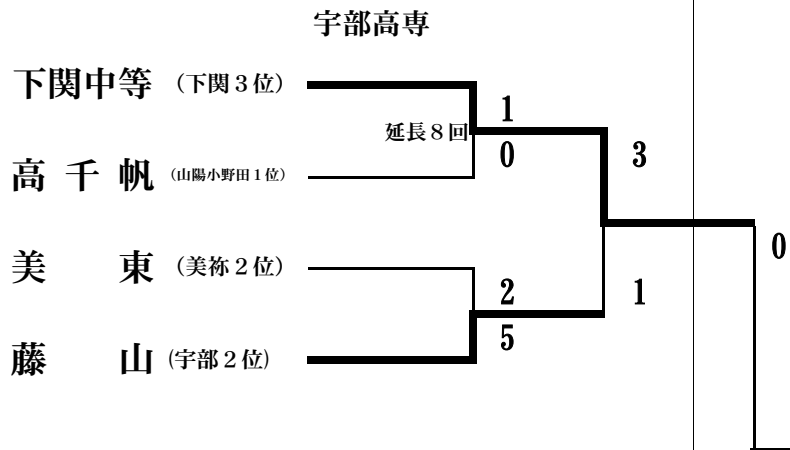 宇部高専
下関中等 （下関３位）
1
延長８回
0
3
高千帆 （山陽小野田１位）
0
美東 （美祢２位）
2
1
5
藤山 (宇部２位)